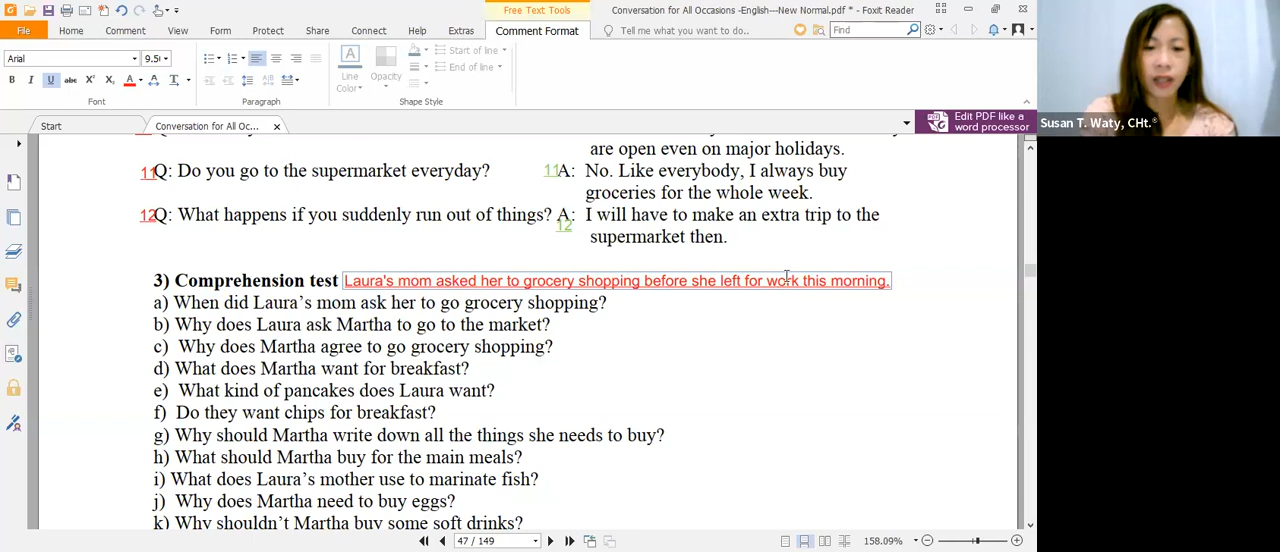 Free Text Tools
Conversation for All Occasions -English---New Normal.pdf * - Foxit Reader
File Home Comment View Form Protect Share Connect Help Extras Comment Format Tell me what you want to do.. Find
Arial 9.5
Line Color
Opacity
Start of line
End of line
Font Paragraph Shape Style
Start
Conversation for All Oc...
Edit PDF like a word processor
Susan T. Waty, CHt.®
are open even on major holidays.
11Q: Do you go to the supermarket everyday? 11A: No. Like everybody, I always buy
groceries for the whole week.
12Q: What happens if you suddenly run out of things? A: I will have to make an extra trip to the
12 supermarket then.
3) Comprehension test Laura's mom asked her to grocery shopping before she left for work this morning.
a) When did Laura's mom ask her to go grocery shopping?
b) Why does Laura ask Martha to go to the market?
c) Why does Martha agree to go grocery shopping?
d) What does Martha want for breakfast?
e) What kind of pancakes does Laura want?
f) Do they want chips for breakfast?
g) Why should Martha write down all the things she needs to buy?
h) What should Martha buy for the main meals?
i) What does Laura's mother use to marinate fish?
j) Why does Martha need to buy eggs?
k) Why shouldn't Martha buy some soft drinks?
47 / 149
158.09%